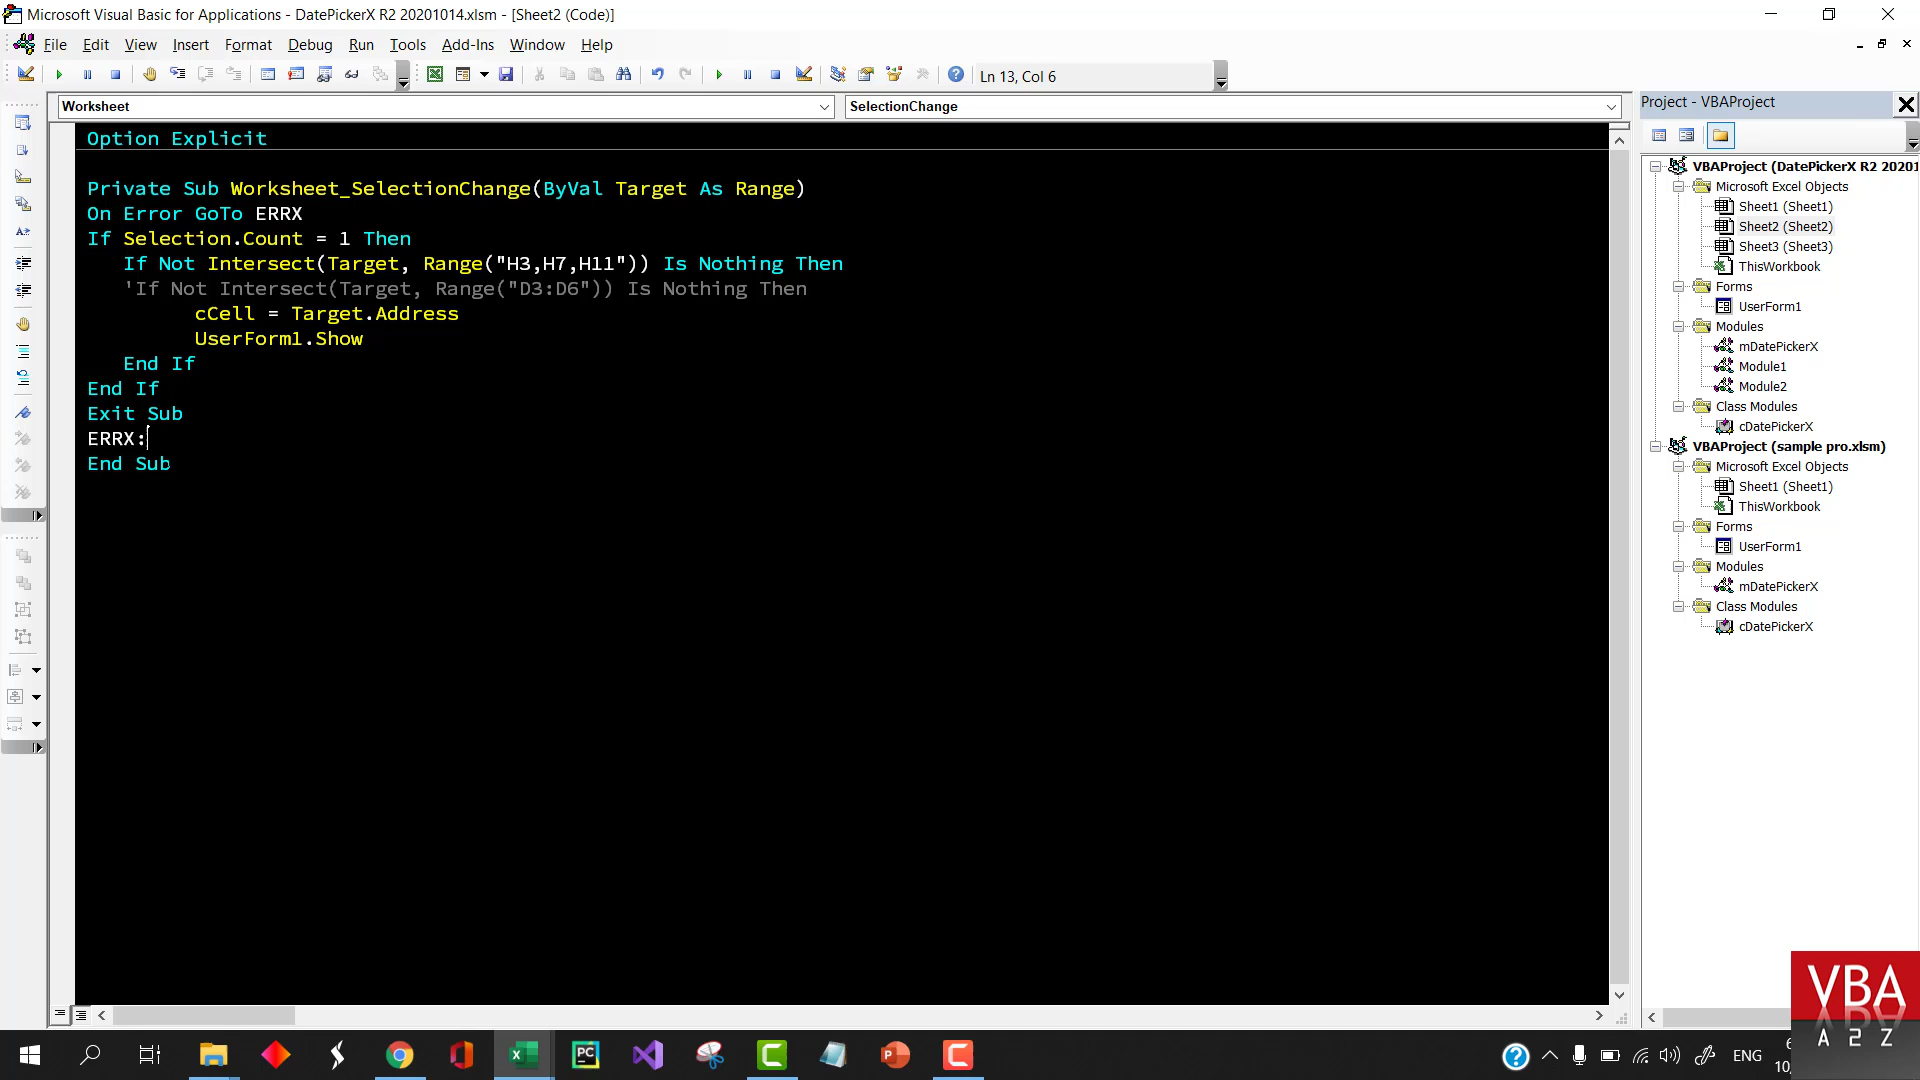 Microsoft Visual Basic for Applications - DatePickerX R2 20201014.xlsm - [Sheet2 (Code)]
File Edit View Insert Format Debug Run Tools Add-Ins Window Help
Ln 13, Col 6
Worksheet SelectionChange
Option Explicit
Private Sub Worksheet_SelectionChange(ByVal Target As Range)
On Error GoTo ERRX
If Selection.Count = 1 Then
If Not Intersect(Target, Range("H3,H7,H11")) Is Nothing Then
'If Not Intersect(Target, Range("D3:D6")) Is Nothing Then
cCell = Target.Address
UserForm1.Show
End If
End If
Exit Sub
ERRX:
End Sub
Project - VBAProject
VBAProject (DatePickerX R2 20201
Microsoft Excel Objects
Sheet1 (Sheet1)
Sheet2 (Sheet2)
Sheet3 (Sheet3)
ThisWorkbook
Forms
UserForm1
Modules
mDatePickerX
Module1
Module2
Class Modules
cDatePickerX
VBAProject (sample pro.xlsm)
Microsoft Excel Objects
Sheet1 (Sheet1)
ThisWorkbook
Forms
UserForm1
Modules
mDatePickerX
Class Modules
cDatePickerX
VBA
A 2 Z
ENG